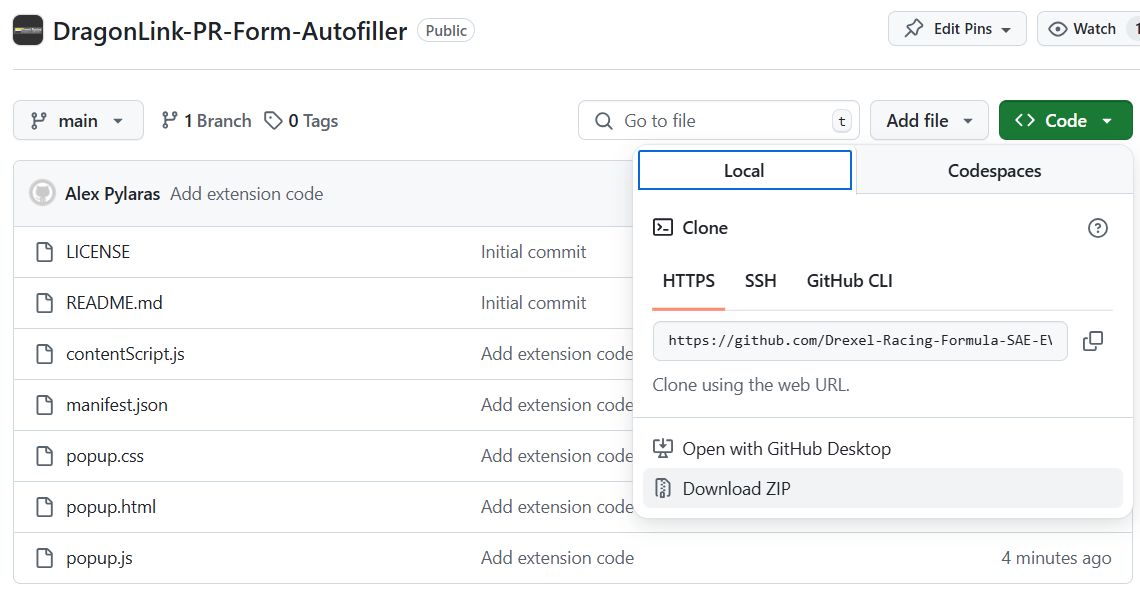 DragonLink-PR-Form-Autofiller Public Edit Pins Watch 1
main 1 Branch 0 Tags Go to file t Add file Code
Local Codespaces
Alex Pylaras Add extension code
Clone
LICENSE Initial commit
HTTPS SSH GitHub CLI
README.md Initial commit
https://github.com/Drexel-Racing-Formula-SAE-E
contentScript.js Add extension code
Clone using the web URL.
manifest.json Add extension code
Open with GitHub Desktop
popup.css Add extension code
Download ZIP
popup.html Add extension code
popup.js Add extension code 4 minutes ago